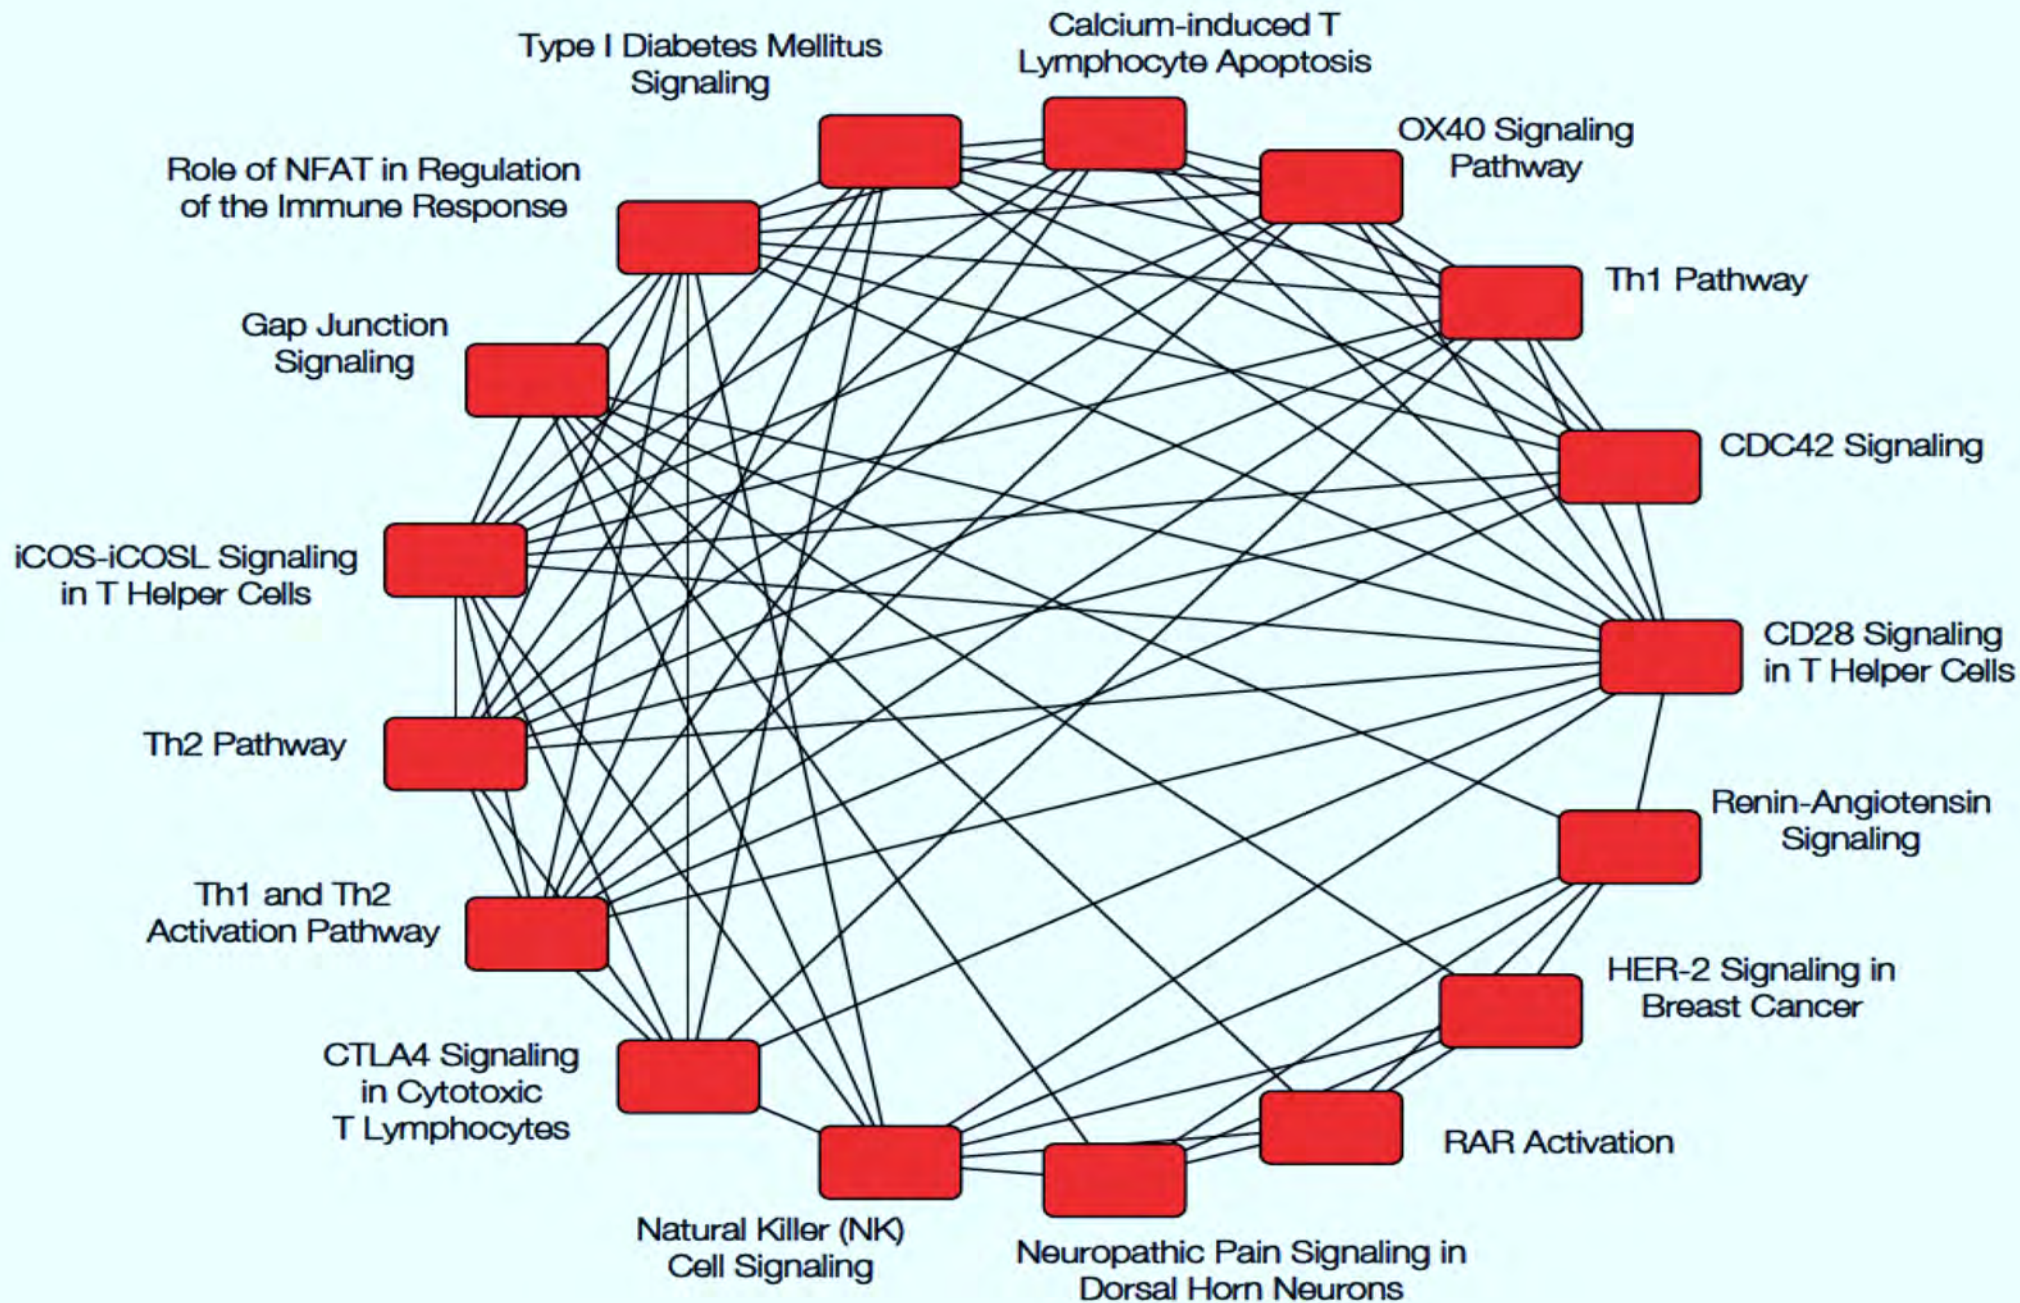 Calcium-induced T
Lymphocyte Apoptosis
Type I Diabetes Mellitus
Signaling
OX40 Signaling
Pathway
Role of NFAT in Regulation
of the Immune Response
Th1 Pathway
Gap Junction
Signaling
CDC42 Signaling
iCOS-iCOSL Signaling
in T Helper Cells
CD28 Signaling
in T Helper Cells
Th2 Pathway
Renin-Angiotensin
Signaling
Th1 and Th2
Activation Pathway
HER-2 Signaling in
Breast Cancer
CTLA4 Signaling
in Cytotoxic
T Lymphocytes
RAR Activation
Natural Killer (NK)
Cell Signaling
Neuropathic Pain Signaling in
Dorsal Horn Neurons